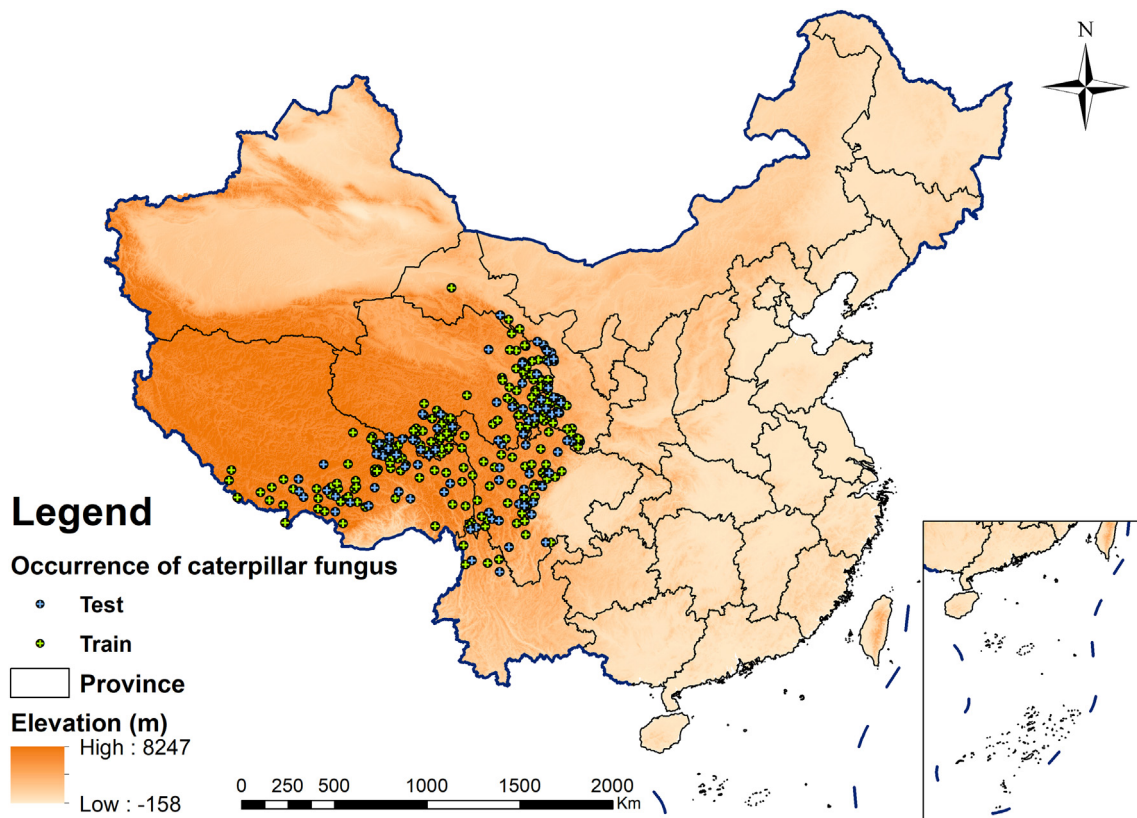 N
Legend
Occurrence of caterpillar fungus
Test
Train
Province
Elevation (m)
High : 8247
Low : -158
0 250 500 1000 1500 2000
Km